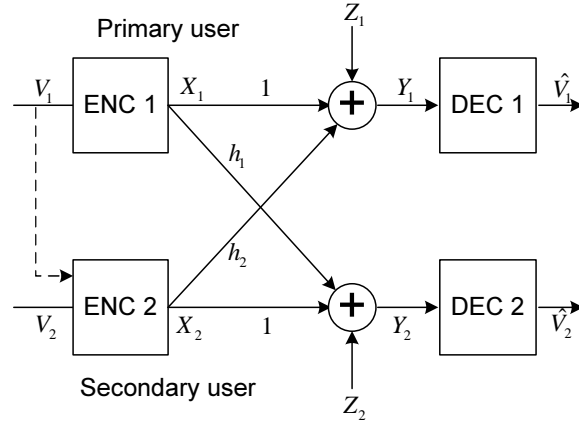 Primary user
Z₁
V₁
ENC 1
X₁
1
Y₁
DEC 1
V̂₁
h₁
h₂
V₂
ENC 2
X₂
1
Y₂
DEC 2
V̂₂
Secondary user
Z₂